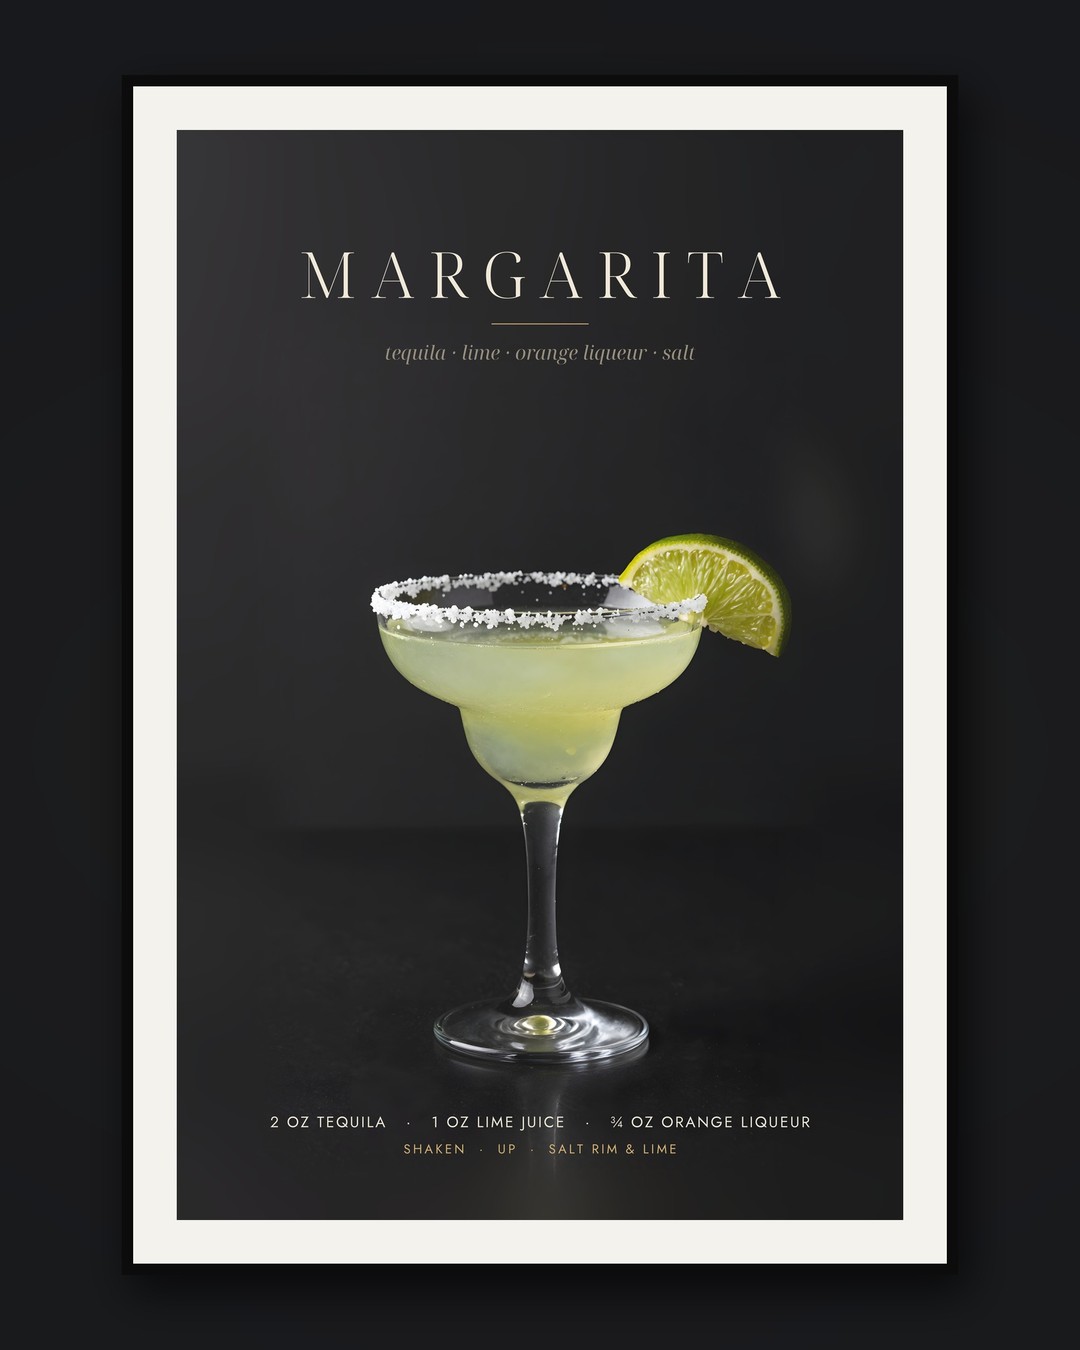 MARGARITA
tequila · lime · orange liqueur · salt
2 OZ TEQUILA · 1 OZ LIME JUICE · ¾ OZ ORANGE LIQUEUR
SHAKEN · UP · SALT RIM & LIME